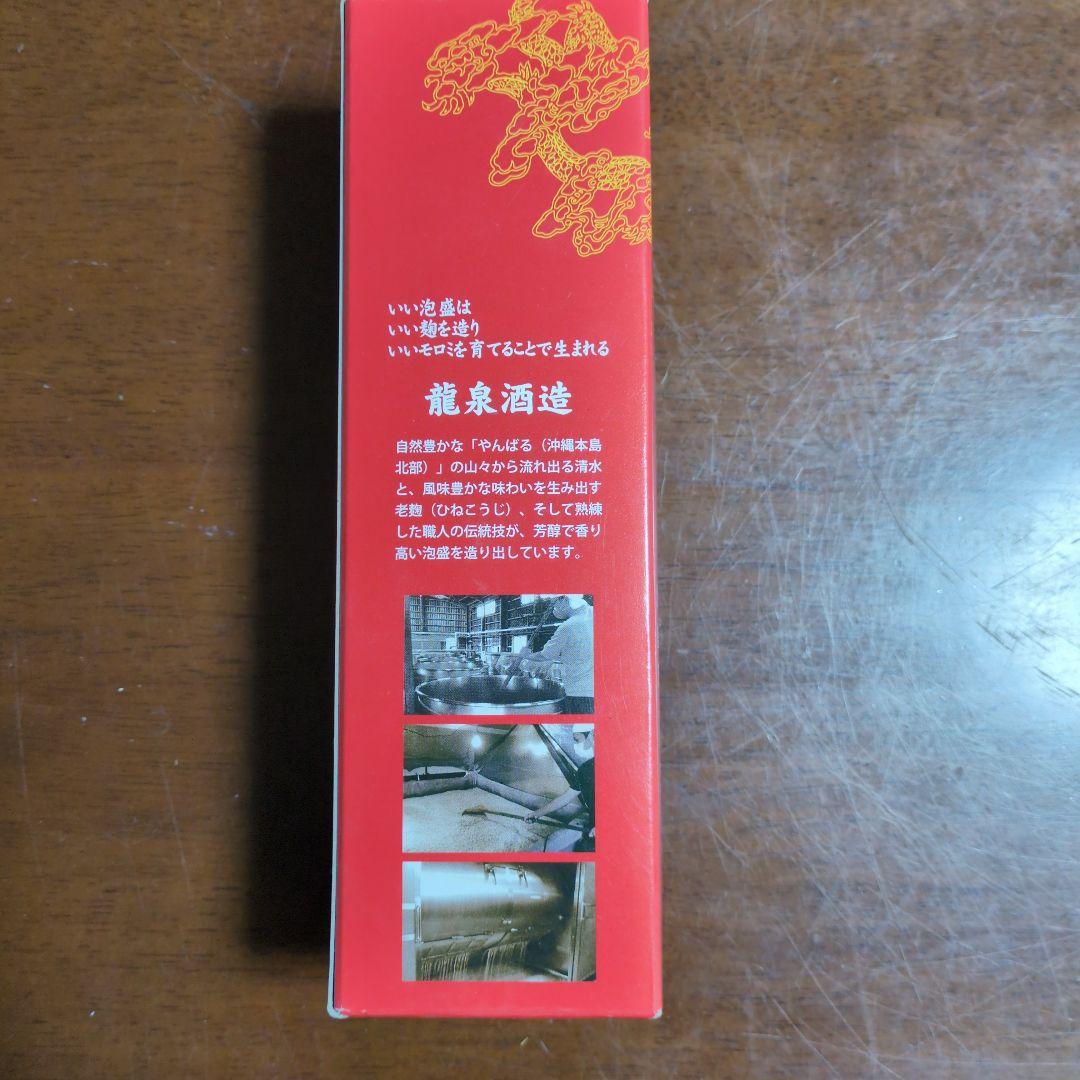 いい泡盛は
いい麹を造り
いいモロミを育てることで生まれる
龍泉酒造
自然豊かな「やんばる（沖縄本島
北部）」の山々から流れ出る清水
と、風味豊かな味わいを生み出す
老麹（ひねこうじ）、そして熟練
した職人の伝統技が、芳醇で香り
高い泡盛を造り出しています。